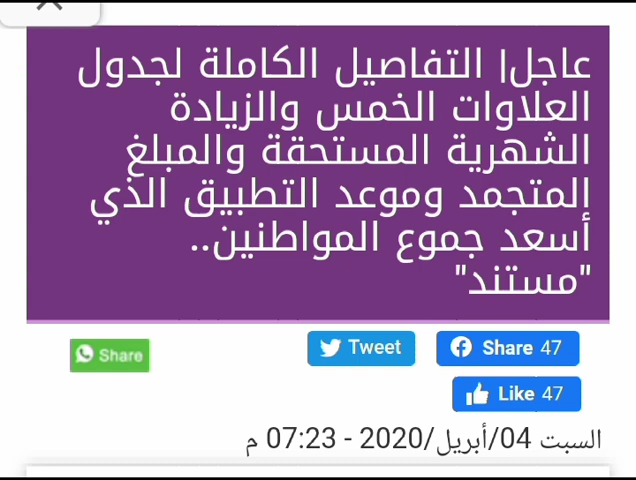 عاجل| التفاصيل الكاملة لجدول
العلاوات الخمس والزيادة
الشهرية المستحقة والمبلغ
المتجمد وموعد التطبيق الذي
أسعد جموع المواطنين..
"مستند"
Share
Tweet
Share 47
Like 47
السبت 04/أبريل/2020 - 07:23 م